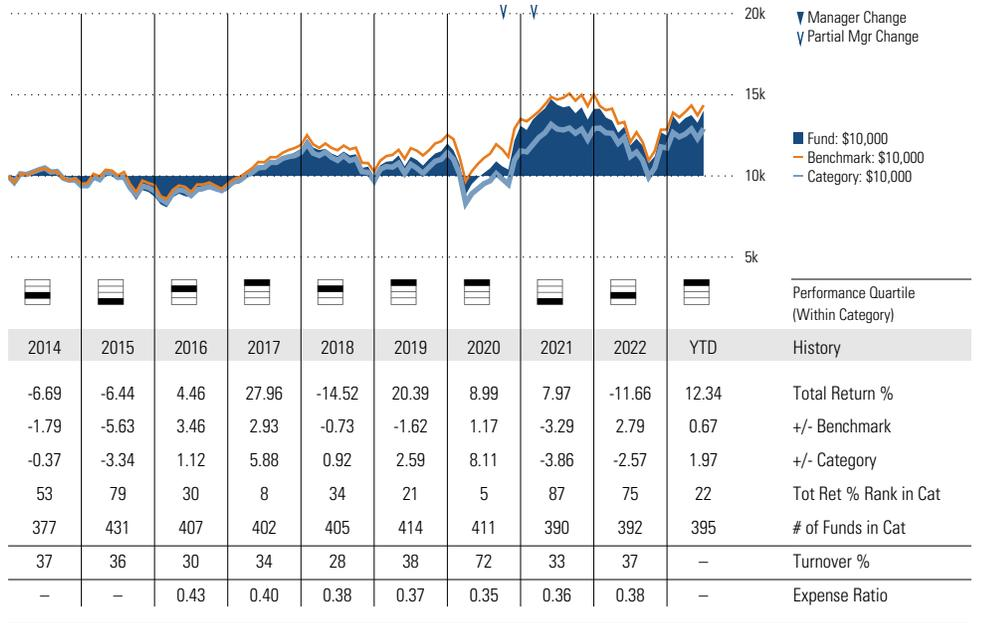 20k
Manager Change
Partial Mgr Change
15k
Fund: $10,000
Benchmark: $10,000
10k
Category: $10,000
5k
Performance Quartile
(Within Category)
2014 2015 2016 2017 2018 2019 2020 2021 2022 YTD History
-6.69 -6.44 4.46 27.96 -14.52 20.39 8.99 7.97 -11.66 12.34 Total Return %
-1.79 -5.63 3.46 2.93 -0.73 -1.62 1.17 -3.29 2.79 0.67 +/- Benchmark
-0.37 -3.34 1.12 5.88 0.92 2.59 8.11 -3.86 -2.57 1.97 +/- Category
53 79 30 8 34 21 5 87 75 22 Tot Ret % Rank in Cat
377 431 407 402 405 414 411 390 392 395 # of Funds in Cat
37 36 30 34 28 38 72 33 37 – Turnover %
– – 0.43 0.40 0.38 0.37 0.35 0.36 0.38 – Expense Ratio